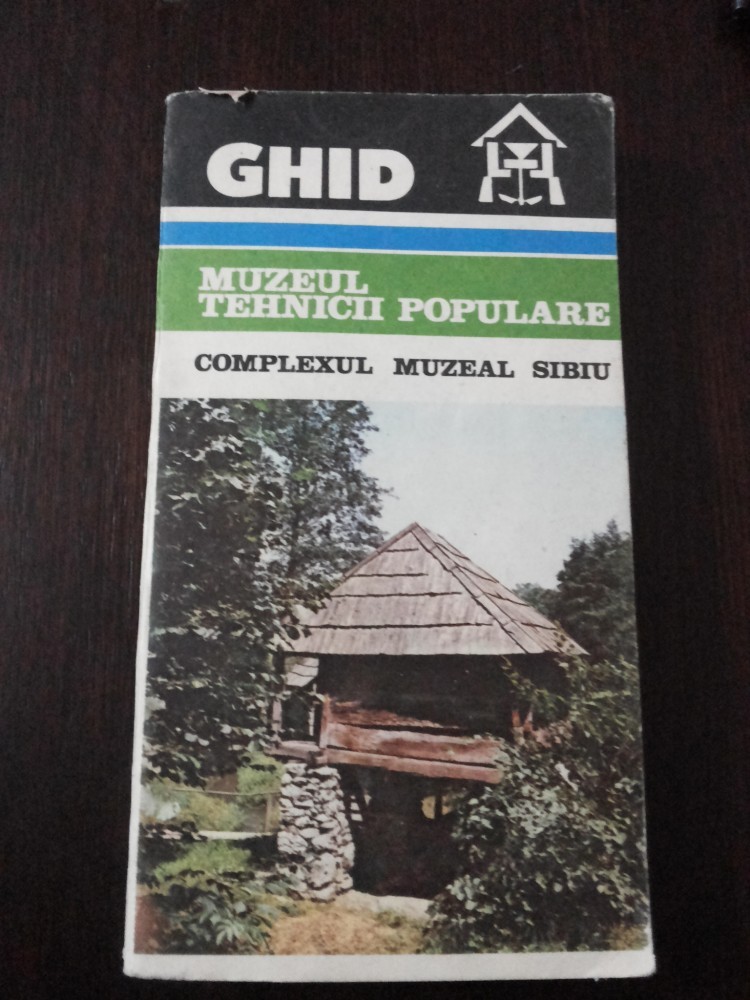 GHID
MUZEUL
TEHNICII POPULARE
COMPLEXUL MUZEAL SIBIU